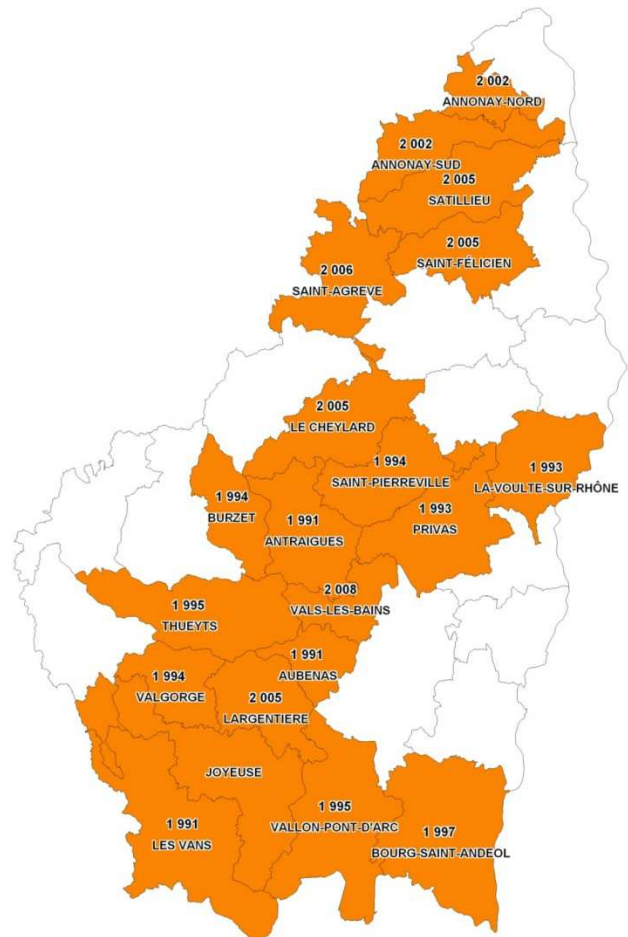 2 002
ANNONAY-NORD
2 002
ANNONAY-SUD
2 005
SATILLIEU
2 005
SAINT-FÉLICIEN
2 006
SAINT-AGREVE
2 005
LE CHEYLARD
1 994
SAINT-PIERREVILLE
1 993
LA-VOULTE-SUR-RHÔNE
1 994
BURZET
1 991
ANTRAIGUES
1 993
PRIVAS
2 008
VALS-LES-BAINS
1 995
THUEYTS
1 991
AUBENAS
1 994
VALGORGE
2 005
LARGENTIERE
JOYEUSE
1 991
LES VANS
1 995
VALLON-PONT-D'ARC
1 997
BOURG-SAINT-ANDEOL